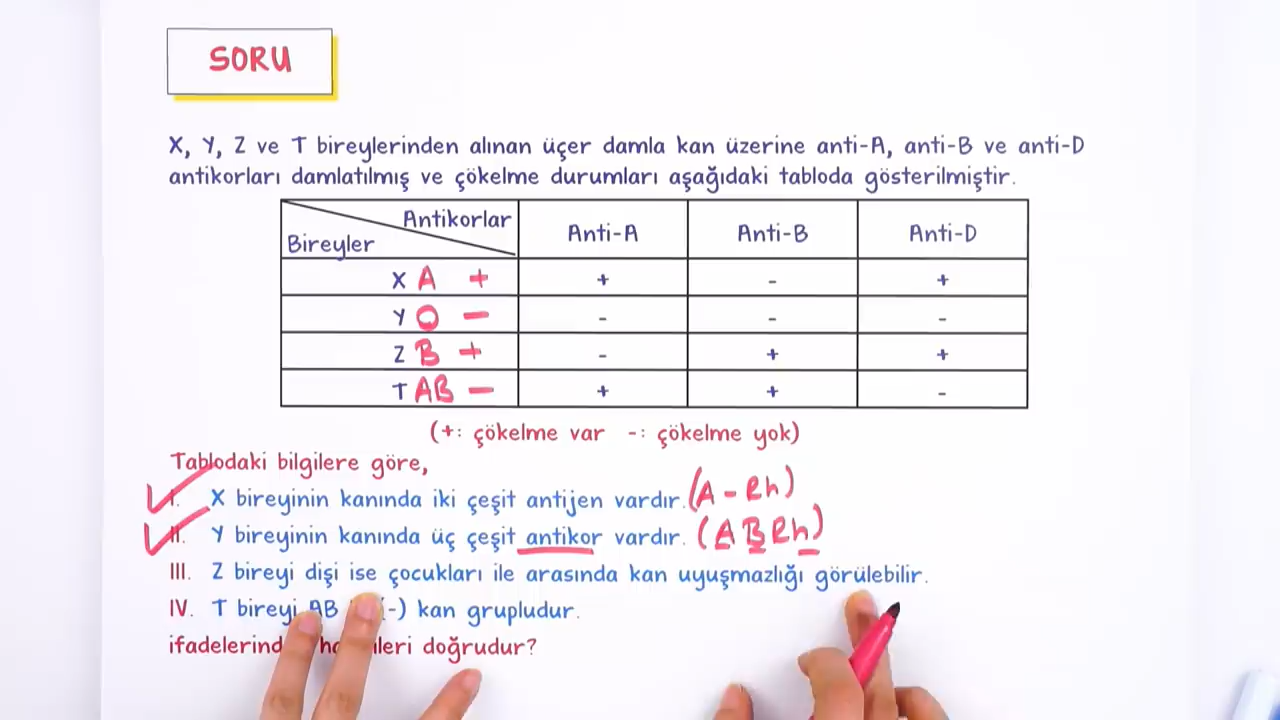 SORU
X, Y, Z ve T bireylerinden alınan üçer damla kan üzerine anti-A, anti-B ve anti-D
antikorları damlatılmış ve çökelme durumları aşağıdaki tabloda gösterilmiştir.
Antikorlar
Bireyler Anti-A Anti-B Anti-D
X A + + - +
Y O - - - -
Z B + - + +
T AB - + + -
(+: çökelme var -: çökelme yok)
Tablodaki bilgilere göre,
I. X bireyinin kanında iki çeşit antijen vardır. (A - Rh)
II. Y bireyinin kanında üç çeşit antikor vardır. (A B Rh)
III. Z bireyi dişi ise çocukları ile arasında kan uyuşmazlığı görülebilir.
IV. T bireyi AB (-) kan grupludur.
doğrudur?